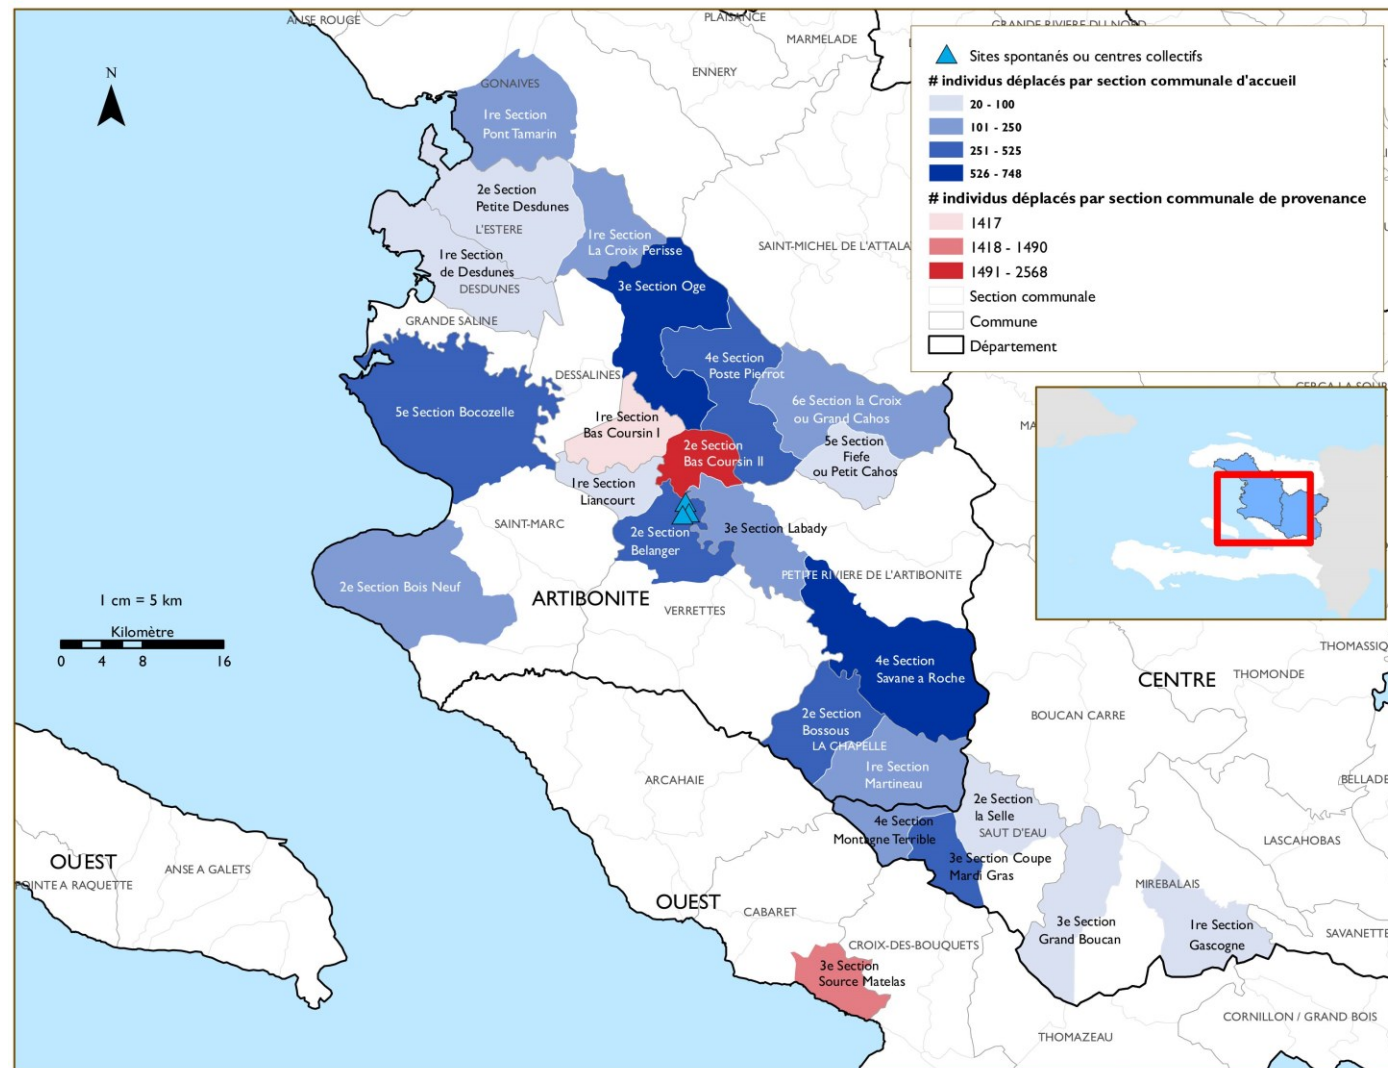 ANSE ROUGE
PLAISANCE
MARMELADE
GRANDE RIVIERE DU NORD
ENNERY
GONAIVES
N
1re Section
Pont Tamarin
2e Section
Petite Desdunes
L'ESTERE
1re Section
La Croix Perisse
SAINT-MICHEL DE L'ATTALA
1re Section
de Desdunes
DESDUNES
3e Section Oge
GRANDE SALINE
4e Section
Poste Pierrot
DESSALINES
5e Section Bocozelle
1re Section
Bas Coursin I
6e Section la Croix
ou Grand Cahos
2e Section
Bas Coursin II
5e Section
Fiefe
ou Petit Cahos
1re Section
Liancourt
SAINT-MARC
3e Section Labady
2e Section
Belanger
PETITE RIVIERE DE L'ARTIBONITE
2e Section Bois Neuf
ARTIBONITE
VERRETTES
1 cm = 5 km
Kilomètre
0 4 8 16
4e Section
Savane a Roche
CENTRE
THOMASSIQ
THOMONDE
BOUCAN CARRE
2e Section
Bossous
LA CHAPELLE
1re Section
Martineau
ARCAHAIE
BELLADE
2e Section
la Selle
SAUT D'EAU
4e Section
Montagne Terrible
LASCAHOBAS
3e Section Coupe
Mardi Gras
OUEST
ANSE A GALETS
POINTE A RAQUETTE
MIREBALAIS
OUEST
CABARET
CROIX-DES-BOUQUETS
3e Section
Grand Boucan
1re Section
Gascogne
SAVANETTE
3e Section
Source Matelas
CORNILLON / GRAND BOIS
THOMAZEAU
Sites spontanés ou centres collectifs
# individus déplacés par section communale d'accueil
20 - 100
101 - 250
251 - 525
526 - 748
# individus déplacés par section communale de provenance
1417
1418 - 1490
1491 - 2568
Section communale
Commune
Département